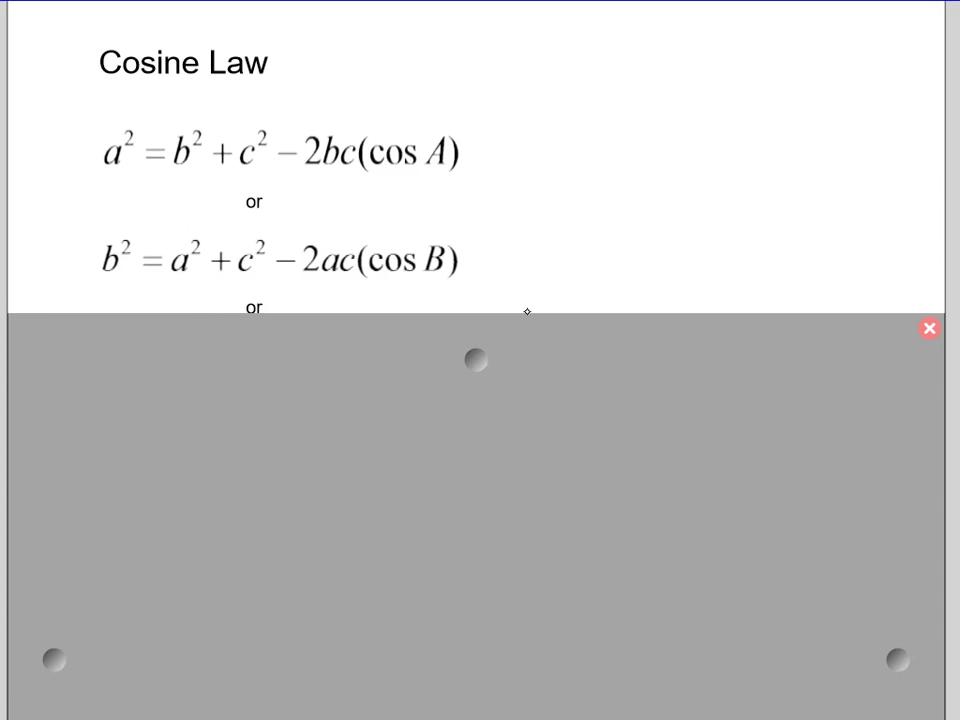 Cosine Law
a² = b² + c² − 2bc(cos A)
or
b² = a² + c² − 2ac(cos B)
or